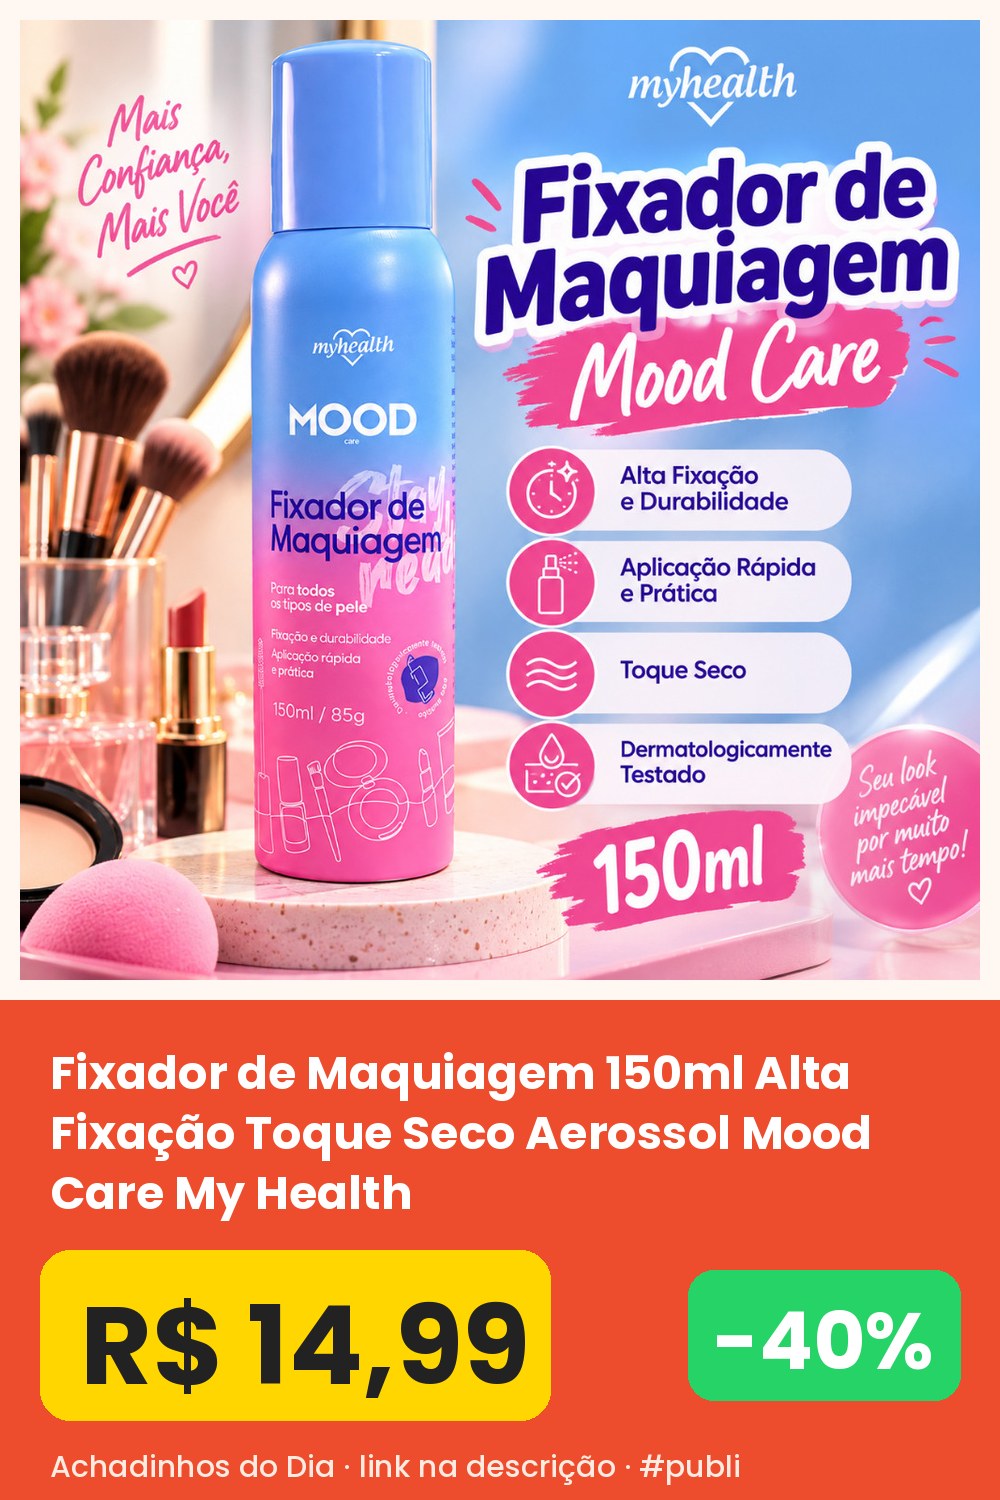 Mais
Confiança,
Mais Você
myhealth
Fixador de
Maquiagem
Mood Care
myhealth
MOOD
care
Stay
Fixador de
Maquiagem
Para todos
os tipos de pele
Fixação e durabilidade
Aplicação rápida
e prática
150ml / 85g
Alta Fixação
e Durabilidade
Aplicação Rápida
e Prática
Toque Seco
Dermatologicamente
Testado
150ml
Seu look
impecável
por muito
mais tempo!
Fixador de Maquiagem 150ml Alta
Fixação Toque Seco Aerossol Mood
Care My Health
R$ 14,99
-40%
Achadinhos do Dia · link na descrição · #publi